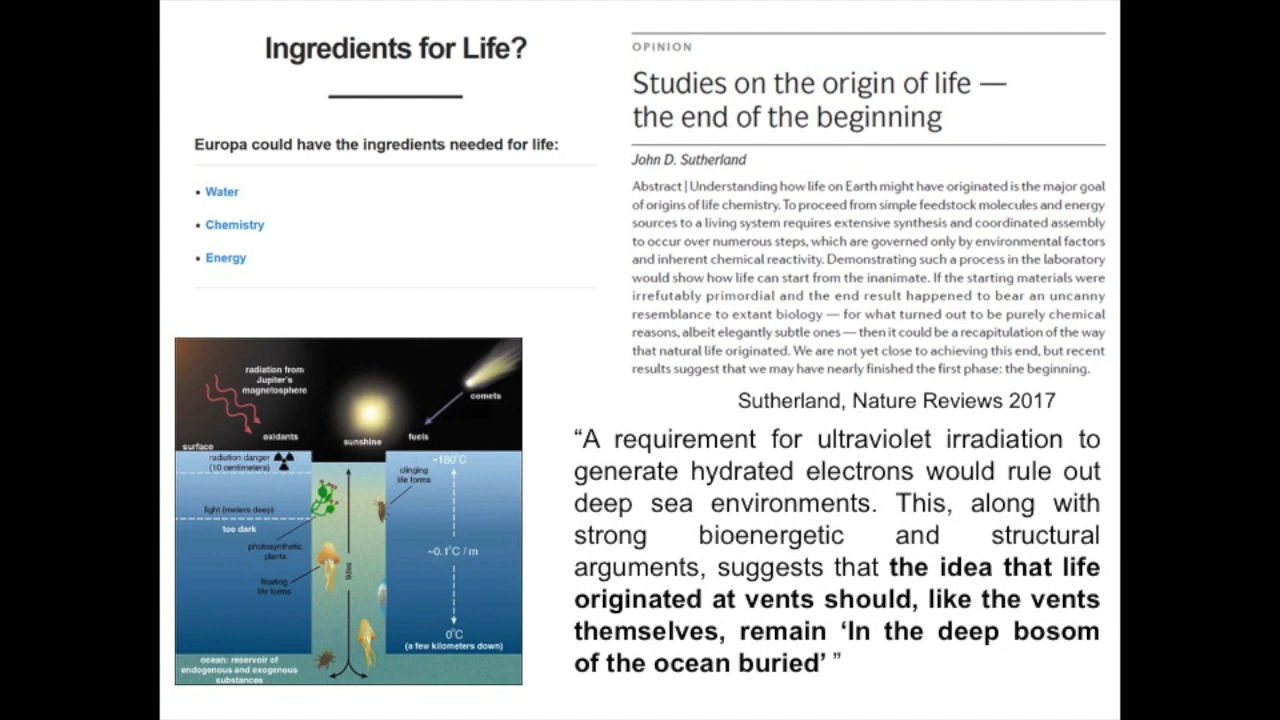 Ingredients for Life?
Europa could have the ingredients needed for life:
• Water
• Chemistry
• Energy
radiation from
Jupiter's
magnetosphere
comets
oxidants
sunshine
fuels
surface
radiation danger
(10 centimeters)
~180°C
clinging
life forms
light (meters deep)
too dark
photosynthetic
plants
~0.1°C / m
tides
floating
life forms
0°C
(a few kilometers down)
ocean: reservoir of
endogenous and exogenous
substances
OPINION
Studies on the origin of life —
the end of the beginning
John D. Sutherland
Abstract | Understanding how life on Earth might have originated is the major goal
of origins of life chemistry. To proceed from simple feedstock molecules and energy
sources to a living system requires extensive synthesis and coordinated assembly
to occur over numerous steps, which are governed only by environmental factors
and inherent chemical reactivity. Demonstrating such a process in the laboratory
would show how life can start from the inanimate. If the starting materials were
irrefutably primordial and the end result happened to bear an uncanny
resemblance to extant biology — for what turned out to be purely chemical
reasons, albeit elegantly subtle ones — then it could be a recapitulation of the way
that natural life originated. We are not yet close to achieving this end, but recent
results suggest that we may have nearly finished the first phase: the beginning.
Sutherland, Nature Reviews 2017
“A requirement for ultraviolet irradiation to
generate hydrated electrons would rule out
deep sea environments. This, along with
strong bioenergetic and structural
arguments, suggests that the idea that life
originated at vents should, like the vents
themselves, remain ‘In the deep bosom
of the ocean buried’ ”